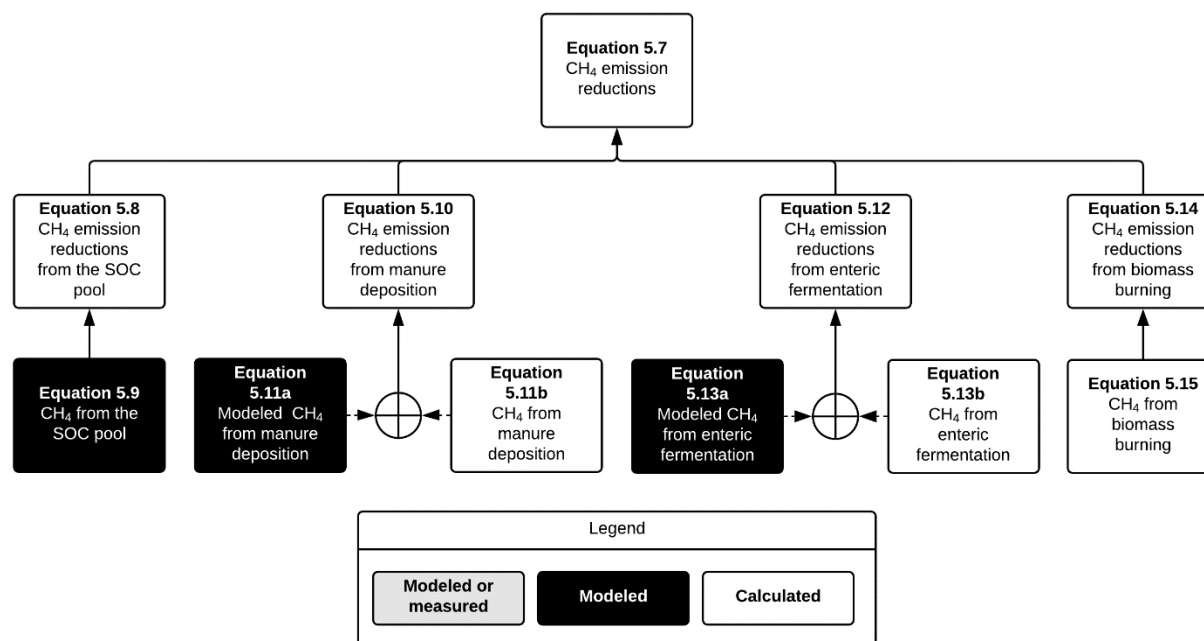 Equation 5.7
CH₄ emission
reductions
Equation 5.8
CH₄ emission
reductions
from the SOC
pool
Equation 5.10
CH₄ emission
reductions
from manure
deposition
Equation 5.12
CH₄ emission
reductions
from enteric
fermentation
Equation 5.14
CH₄ emission
reductions
from biomass
burning
Equation 5.9
CH₄ from the
SOC pool
Equation
5.11a
Modeled CH₄
from manure
deposition
Equation
5.11b
CH₄ from
manure
deposition
Equation
5.13a
Modeled CH₄
from enteric
fermentation
Equation
5.13b
CH₄ from
enteric
fermentation
Equation 5.15
CH₄ from
biomass
burning
Legend
Modeled or
measured
Modeled
Calculated